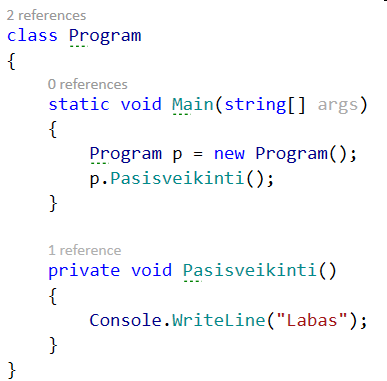 2 references
class Program
{
0 references
static void Main(string[] args)
{
Program p = new Program();
p.Pasisveikinti();
}
1 reference
private void Pasisveikinti()
{
Console.WriteLine("Labas");
}
}